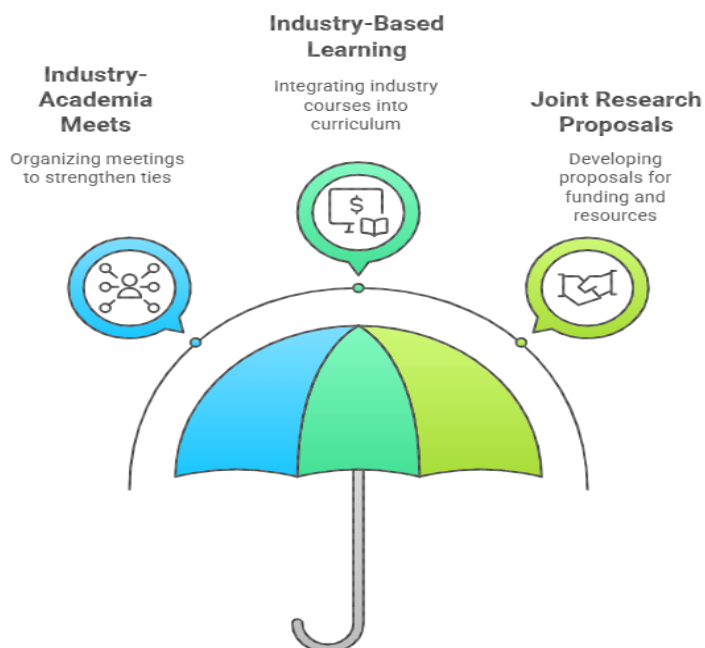 Industry-Based
Learning
Integrating industry
courses into
curriculum
Industry-
Academia
Meets
Organizing meetings
to strengthen ties
Joint Research
Proposals
Developing
proposals for
funding and
resources
$